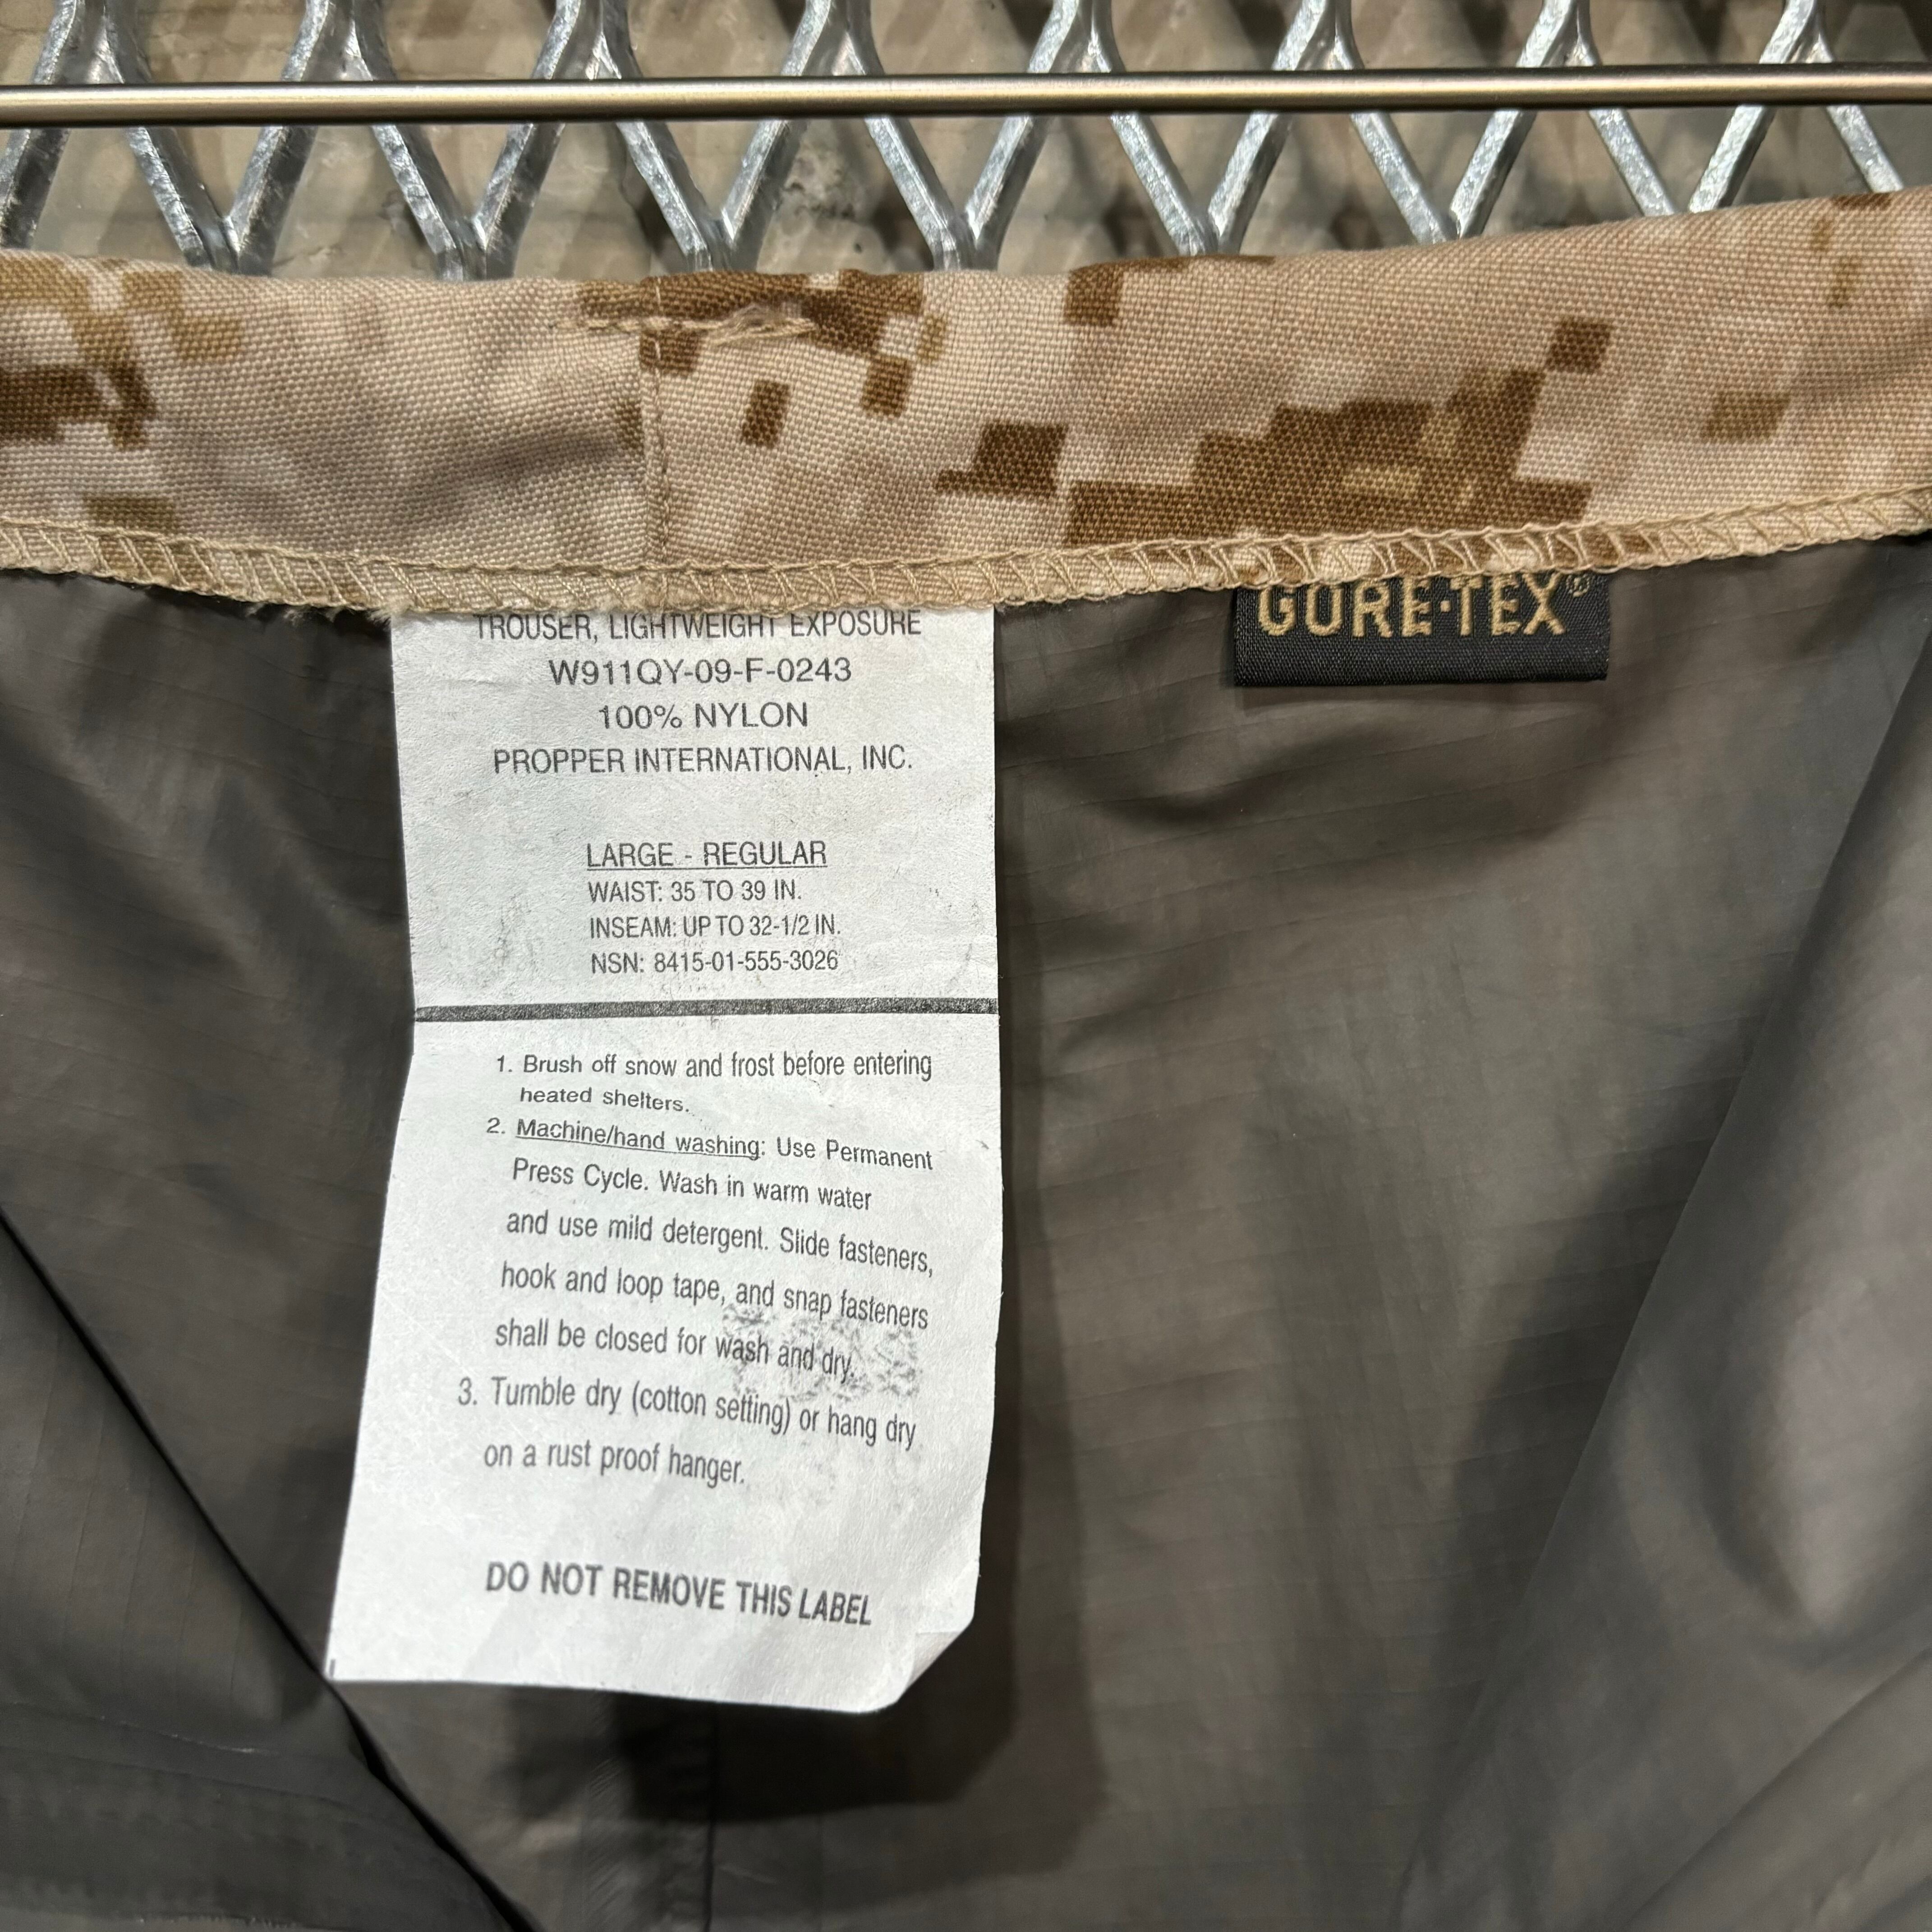 TROUSER, LIGHTWEIGHT EXPOSURE
W911QY-09-F-0243
100% NYLON
PROPPER INTERNATIONAL, INC.
LARGE - REGULAR
WAIST: 35 TO 39 IN.
INSEAM: UP TO 32-1/2 IN.
NSN: 8415-01-555-3026
1. Brush off snow and frost before entering
heated shelters.
2. Machine/hand washing: Use Permanent
Press Cycle. Wash in warm water
and use mild detergent. Slide fasteners,
hook and loop tape, and snap fasteners
shall be closed for wash and dry.
3. Tumble dry (cotton setting) or hang dry
on a rust proof hanger.
DO NOT REMOVE THIS LABEL
GORE-TEX®